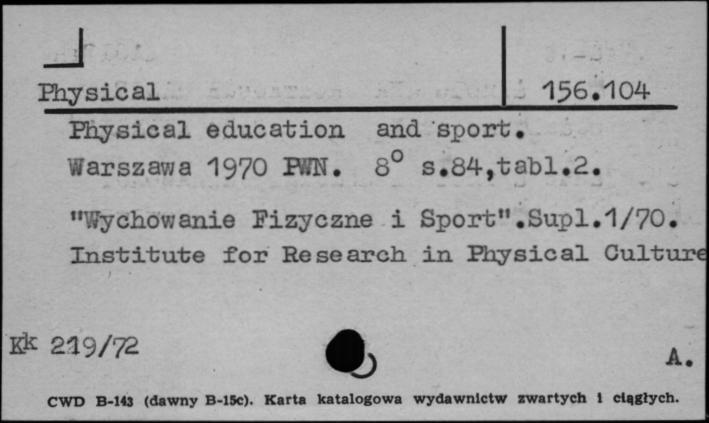 Physical 156.104
Physical education and sport.
Warszawa 1970 PWN. 8° s.84,tabl.2.
"Wychowanie Fizyczne i Sport".Supl.1/70.
Institute for Research in Physical Culture
Kk 219/72
A.
CWD B-143 (dawny B-15c). Karta katalogowa wydawnictw zwartych i ciągłych.